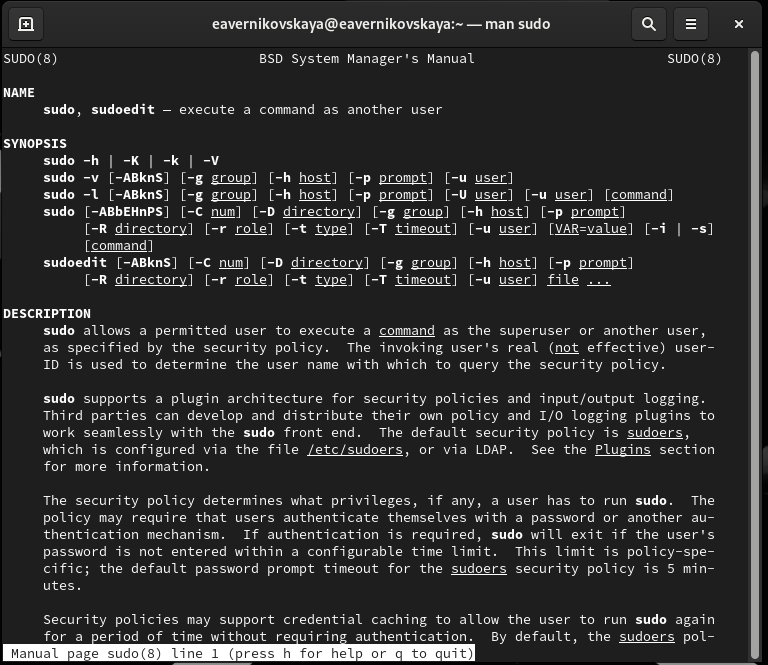 eavernikovskaya@eavernikovskaya:~ — man sudo
SUDO(8) BSD System Manager's Manual SUDO(8)
NAME
sudo, sudoedit — execute a command as another user
SYNOPSIS
sudo -h | -K | -k | -V
sudo -v [-ABknS] [-g group] [-h host] [-p prompt] [-u user]
sudo -l [-ABknS] [-g group] [-h host] [-p prompt] [-U user] [-u user] [command]
sudo [-ABbEHnPS] [-C num] [-D directory] [-g group] [-h host] [-p prompt]
[-R directory] [-r role] [-t type] [-T timeout] [-u user] [VAR=value] [-i | -s]
[command]
sudoedit [-ABknS] [-C num] [-D directory] [-g group] [-h host] [-p prompt]
[-R directory] [-r role] [-t type] [-T timeout] [-u user] file ...
DESCRIPTION
sudo allows a permitted user to execute a command as the superuser or another user,
as specified by the security policy. The invoking user's real (not effective) user-
ID is used to determine the user name with which to query the security policy.
sudo supports a plugin architecture for security policies and input/output logging.
Third parties can develop and distribute their own policy and I/O logging plugins to
work seamlessly with the sudo front end. The default security policy is sudoers,
which is configured via the file /etc/sudoers, or via LDAP. See the Plugins section
for more information.
The security policy determines what privileges, if any, a user has to run sudo. The
policy may require that users authenticate themselves with a password or another au-
thentication mechanism. If authentication is required, sudo will exit if the user's
password is not entered within a configurable time limit. This limit is policy-spe-
cific; the default password prompt timeout for the sudoers security policy is 5 min-
utes.
Security policies may support credential caching to allow the user to run sudo again
for a period of time without requiring authentication. By default, the sudoers pol-
Manual page sudo(8) line 1 (press h for help or q to quit)